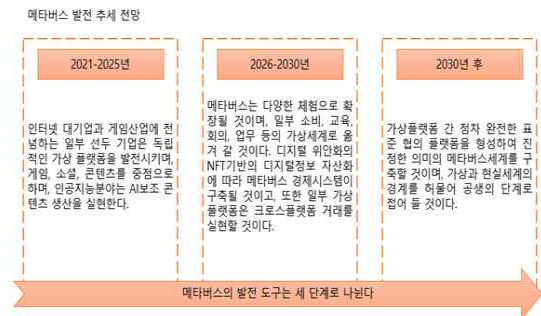 메타버스 발전 추세 전망
2021-2025년
인터넷 대기업과 게임산업에 전
념하는 일부 선두 기업은 독립
적인 가상 플랫폼을 발전시키며,
게임, 소셜, 콘텐츠를 중점으로
하며, 인공지능분야는 AI보조 콘
텐츠 생산을 실현한다.
2026-2030년
메타버스는 다양한 체험으로 확
장될 것이며, 일부 소비, 교육,
회의, 업무 등의 가상세계로 옮
겨 갈 것이다. 디지털 위안화의
NFT기반의 디지털정보 자산화
에 따라 메타버스 경제시스템이
구축될 것이고, 또한 일부 가상
플랫폼은 크로스플랫폼 거래를
실현할 것이다.
2030년 후
가상플랫폼 간 점차 완전한 표
준 협의 플랫폼을 형성하여 진
정한 의미의 메타버스세계를 구
축할 것이며, 가상과 현실세계의
경계를 허물어 공생의 단계로
접어 들 것이다.
메타버스의 발전 도구는 세 단계로 나뉜다